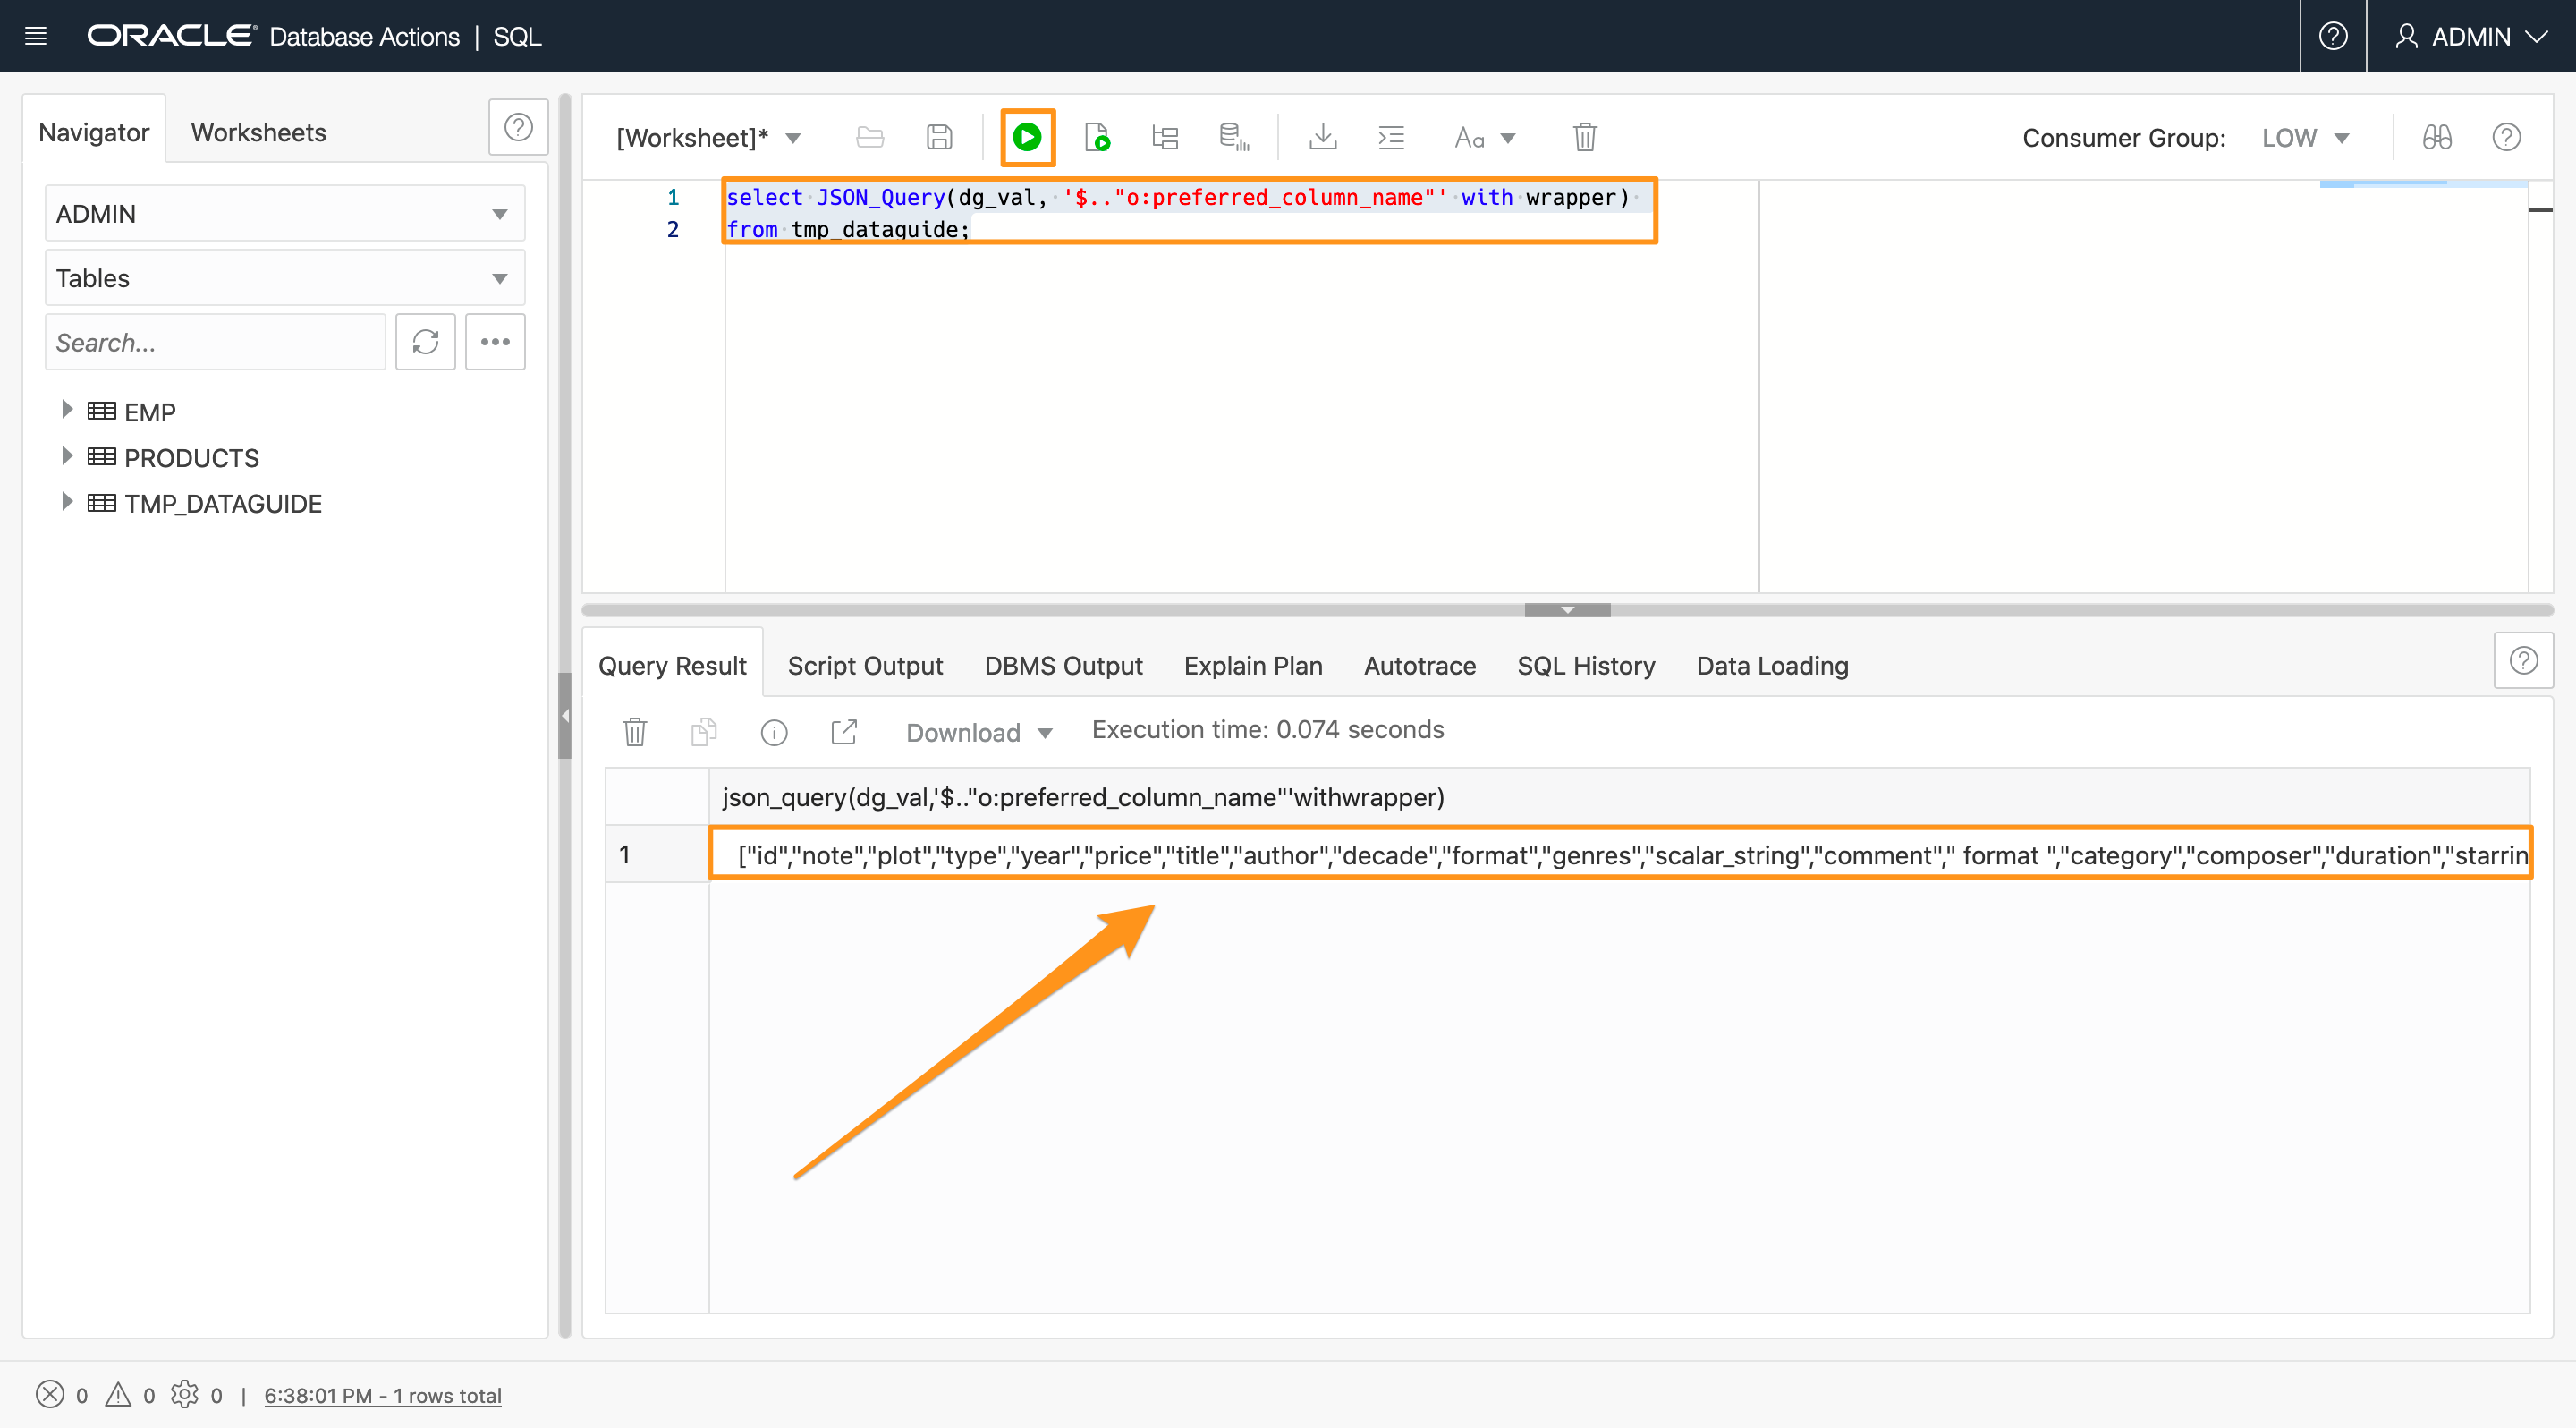 ORACLE Database Actions | SQL
ADMIN
Navigator
Worksheets
ADMIN
Tables
Search...
EMP
PRODUCTS
TMP_DATAGUIDE
[Worksheet]*
Aa
Consumer Group: LOW
1 select JSON_Query(dg_val, '$.."o:preferred_column_name"' with wrapper)
2 from tmp_dataguide;
Query Result
Script Output
DBMS Output
Explain Plan
Autotrace
SQL History
Data Loading
Download
Execution time: 0.074 seconds
json_query(dg_val,'$.."o:preferred_column_name"'withwrapper)
1 ["id","note","plot","type","year","price","title","author","decade","format","genres","scalar_string","comment"," format ","category","composer","duration","starrin
0 0 0 | 6:38:01 PM - 1 rows total